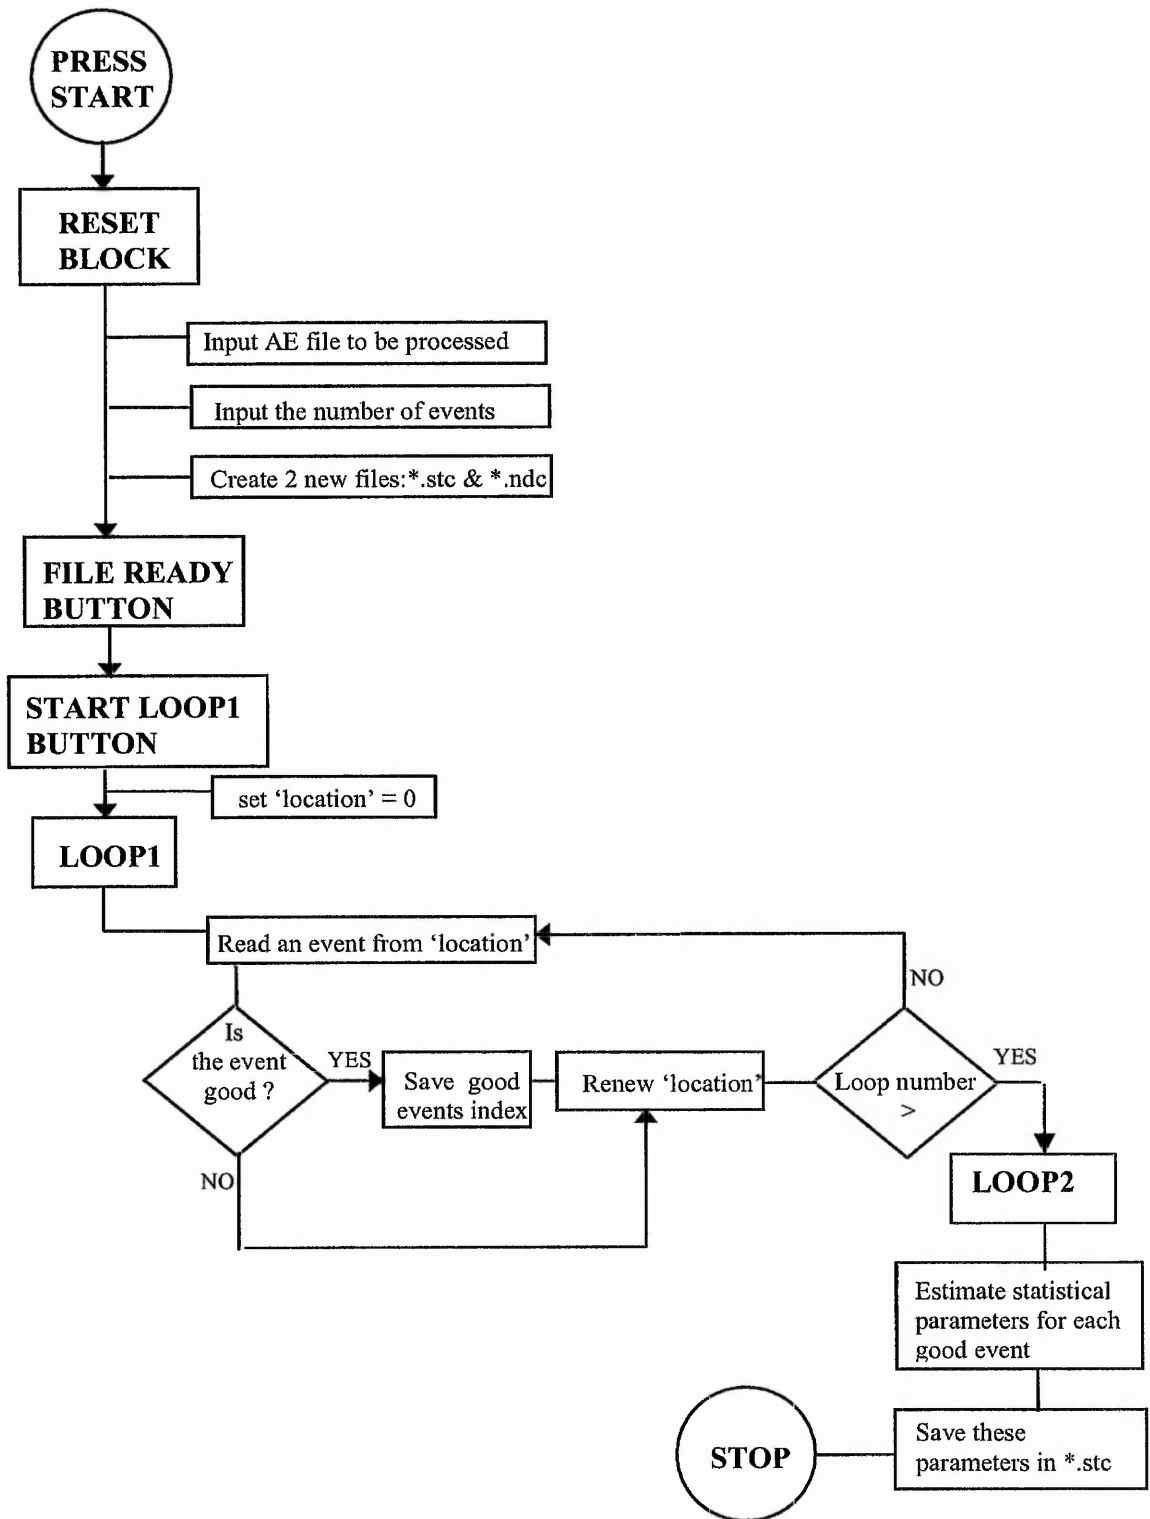 PRESS
START
RESET
BLOCK
Input AE file to be processed
Input the number of events
Create 2 new files:*.stc & *.ndc
FILE READY
BUTTON
START LOOP1
BUTTON
set ‘location’ = 0
LOOP1
Read an event from ‘location’
NO
Is
the event
good ?
YES
Save good
events index
Renew ‘location’
Loop number
>
YES
NO
LOOP2
Estimate statistical
parameters for each
good event
Save these
parameters in *.stc
STOP